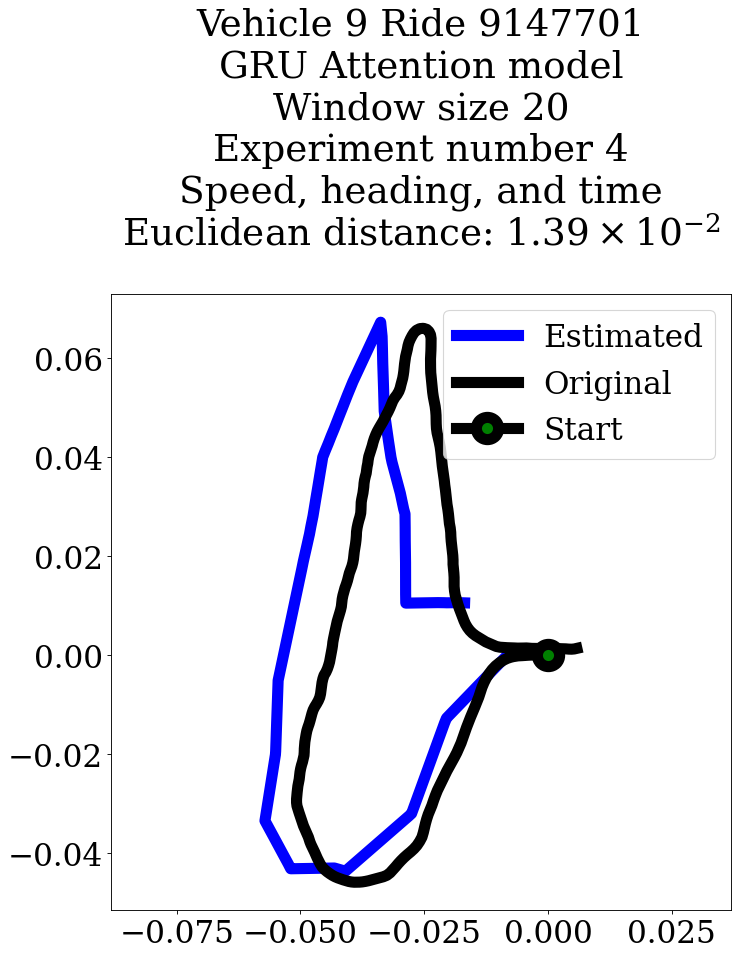 Vehicle 9 Ride 9147701
GRU Attention model
Window size 20
Experiment number 4
Speed, heading, and time
Euclidean distance: 1.39 × 10⁻²
Estimated
Original
Start
0.06
0.04
0.02
0.00
−0.02
−0.04
−0.075 −0.050 −0.025 0.000 0.025